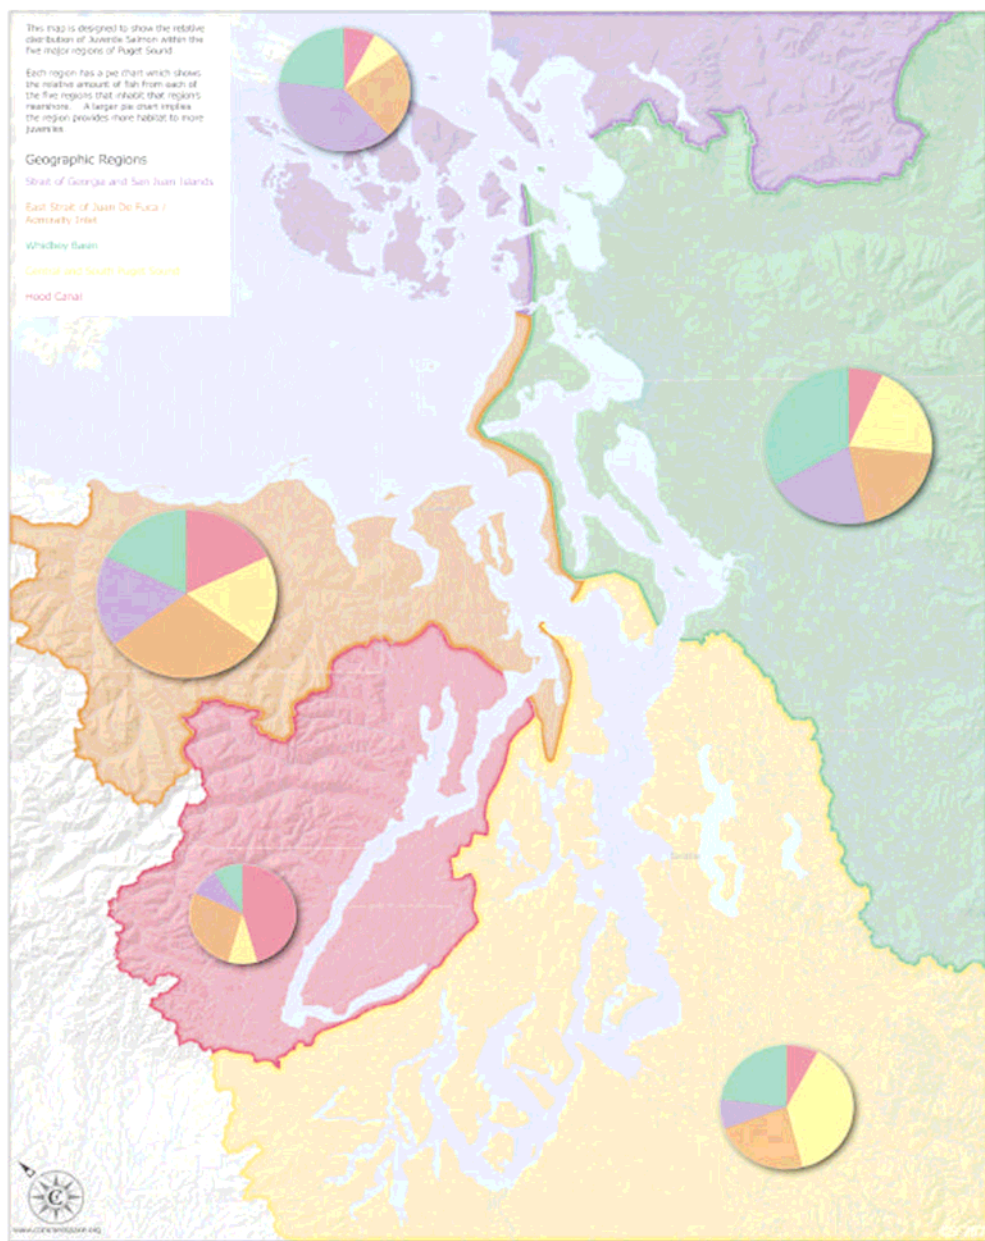 This map is designed to show the relative
distribution of Juvenile Salmon within the
five major regions of Puget Sound
Each region has a pie chart which shows
the relative amount of fish from each of
the five regions that inhabit that region's
nearshore. A larger pie chart implies
the region provides more habitat to more
juveniles.
Geographic Regions
Strait of Georgia and San Juan Islands
East Strait of Juan De Fuca /
Admiralty Inlet
Whidbey Basin
Central and South Puget Sound
Hood Canal